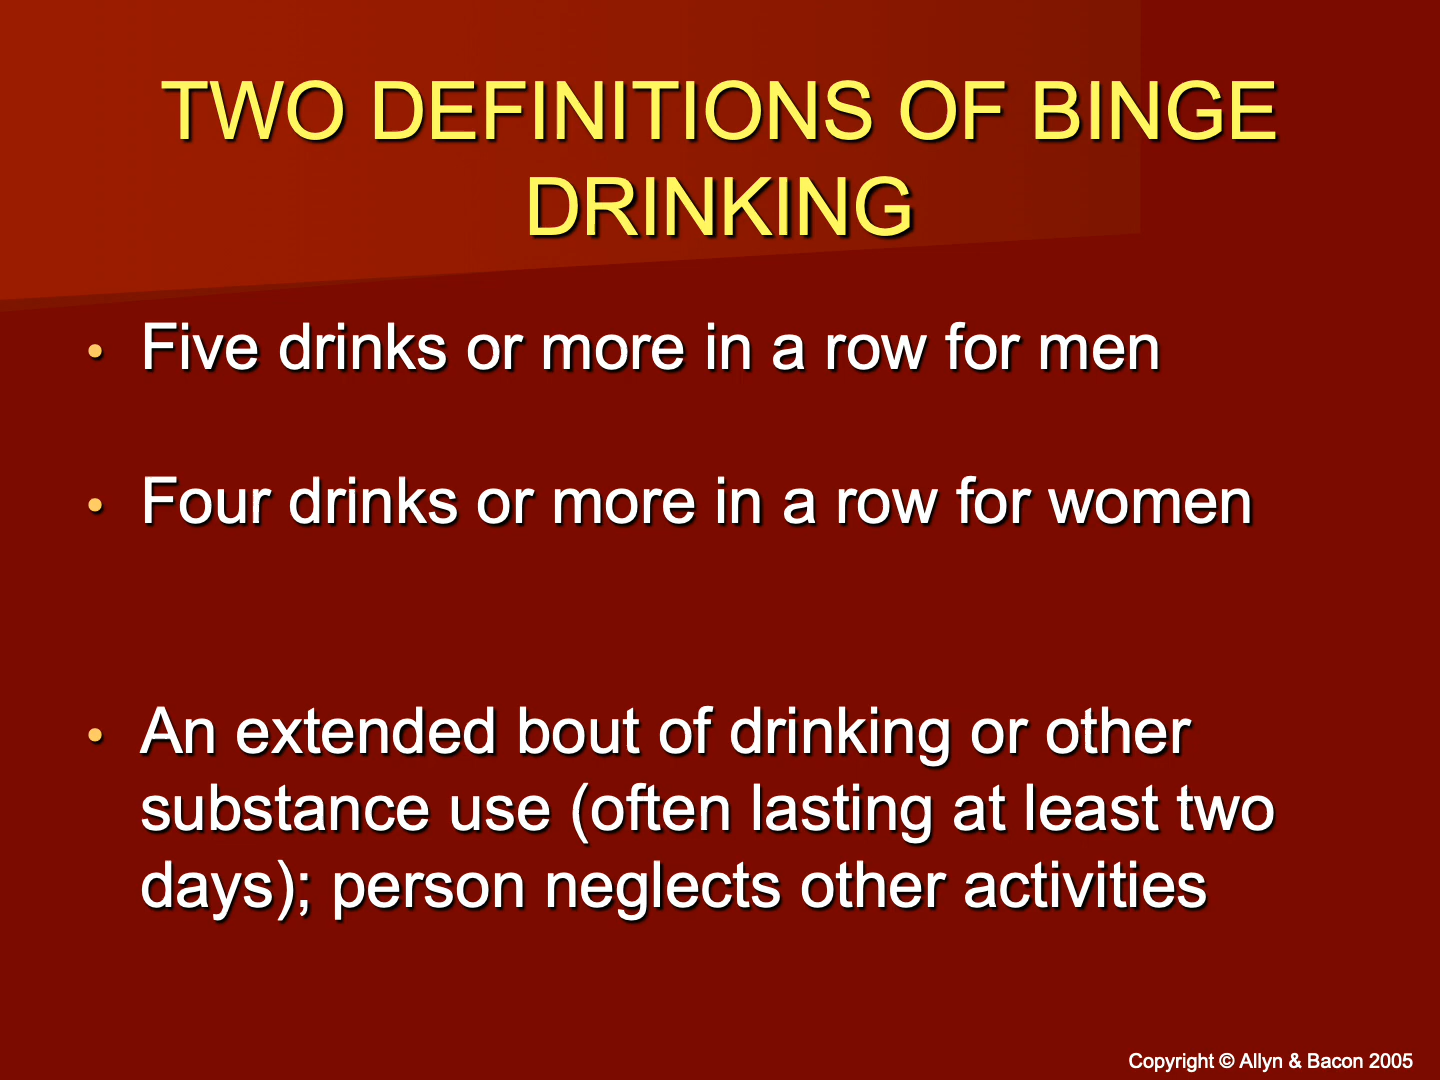 TWO DEFINITIONS OF BINGE
DRINKING
• Five drinks or more in a row for men
• Four drinks or more in a row for women
• An extended bout of drinking or other
substance use (often lasting at least two
days); person neglects other activities
Copyright © Allyn & Bacon 2005